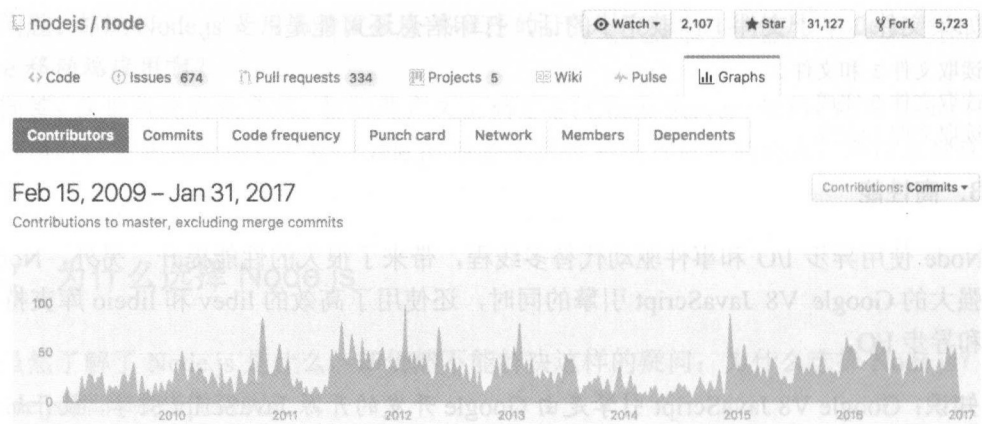 nodejs / node
Watch 2,107 Star 31,127 Fork 5,723
Code Issues 674 Pull requests 334 Projects 5 Wiki Pulse Graphs
Contributors Commits Code frequency Punch card Network Members Dependents
Feb 15, 2009 – Jan 31, 2017
Contributions: Commits
Contributions to master, excluding merge commits
100
50
0
2010 2011 2012 2013 2014 2015 2016 2017